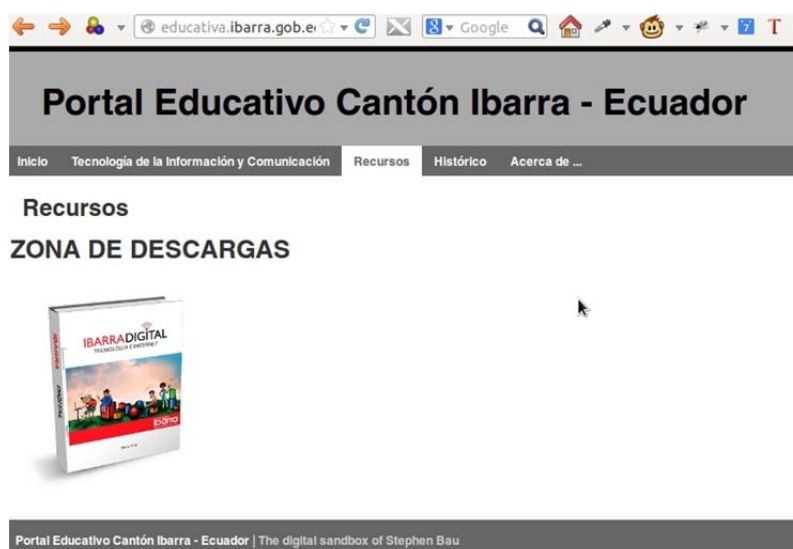 educativa.ibarra.gob.e
Google
7
T
Portal Educativo Cantón Ibarra - Ecuador
Inicio Tecnología de la Información y Comunicación Recursos Histórico Acerca de ...
Recursos
ZONA DE DESCARGAS
IBARRADIGITAL
TECNOLOGÍA E INTERNET
ibarra
Portal Educativo Cantón Ibarra - Ecuador | The digital sandbox of Stephen Bau